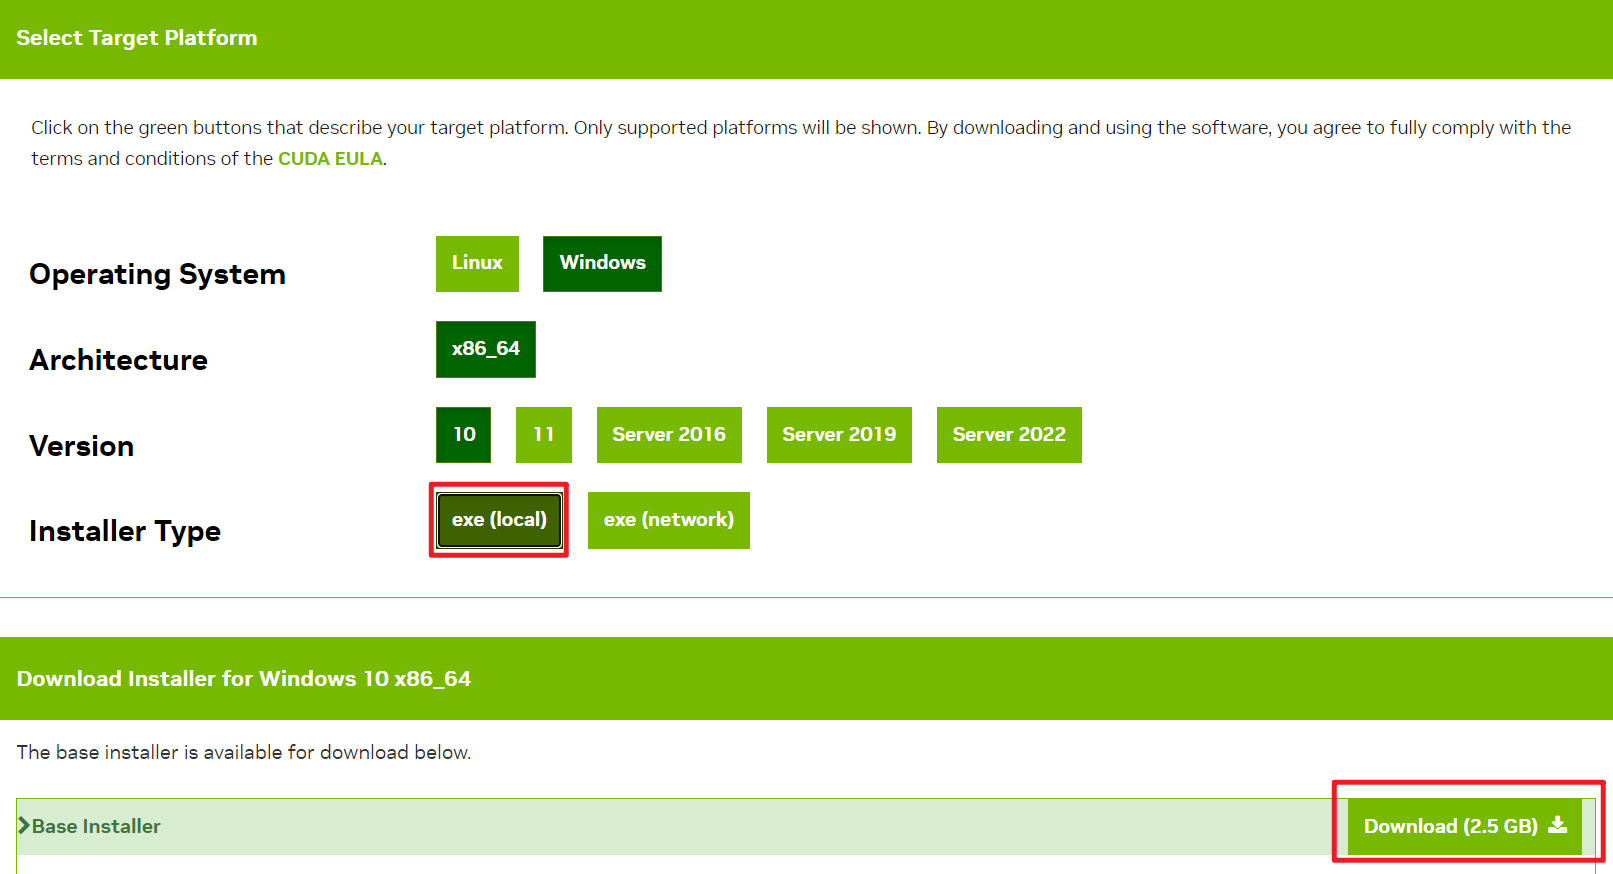 Select Target Platform
Click on the green buttons that describe your target platform. Only supported platforms will be shown. By downloading and using the software, you agree to fully comply with the
terms and conditions of the CUDA EULA.
Operating System
Linux
Windows
Architecture
x86_64
Version
10
11
Server 2016
Server 2019
Server 2022
Installer Type
exe (local)
exe (network)
Download Installer for Windows 10 x86_64
The base installer is available for download below.
Base Installer
Download (2.5 GB)